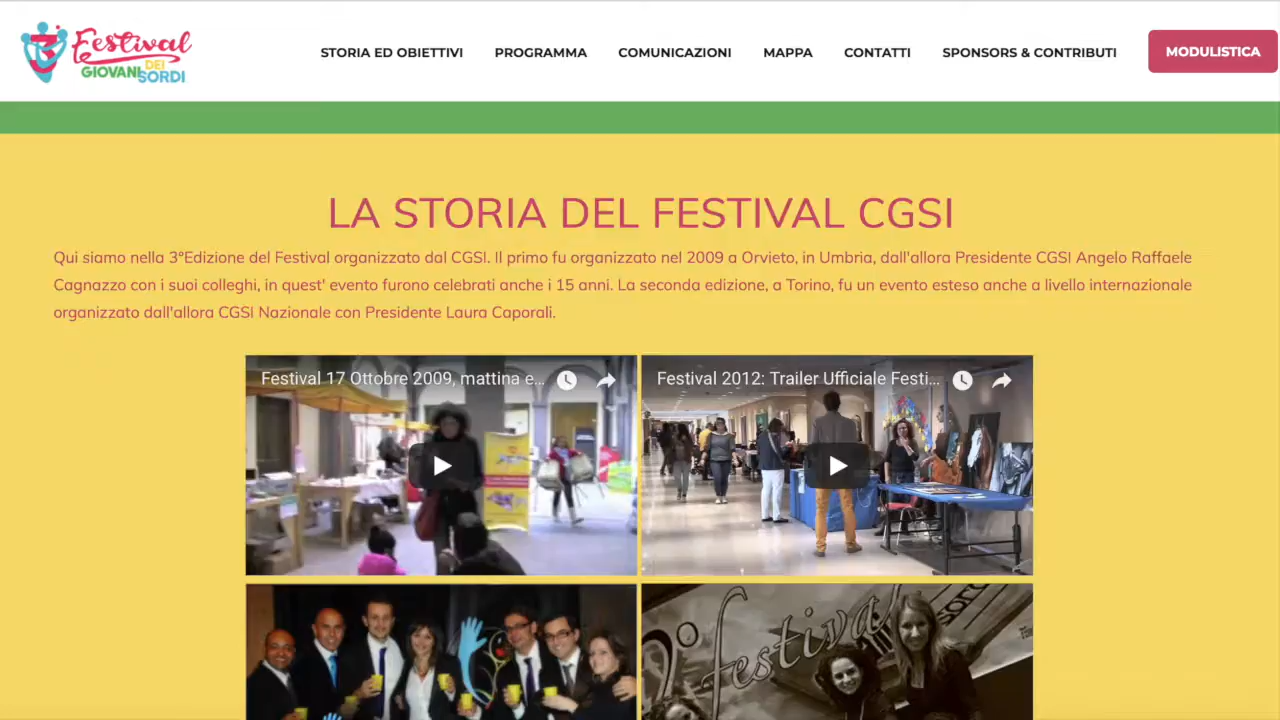 3 Festival
DEI
GIOVANI SORDI
STORIA ED OBIETTIVI PROGRAMMA COMUNICAZIONI MAPPA CONTATTI SPONSORS & CONTRIBUTI MODULISTICA
LA STORIA DEL FESTIVAL CGSI
Qui siamo nella 3°Edizione del Festival organizzato dal CGSI. Il primo fu organizzato nel 2009 a Orvieto, in Umbria, dall'allora Presidente CGSI Angelo Raffaele
Cagnazzo con i suoi colleghi, in quest' evento furono celebrati anche i 15 anni. La seconda edizione, a Torino, fu un evento esteso anche a livello internazionale
organizzato dall'allora CGSI Nazionale con Presidente Laura Caporali.
Festival 17 Ottobre 2009, mattina e...
Festival 2012: Trailer Ufficiale Festi...
festival